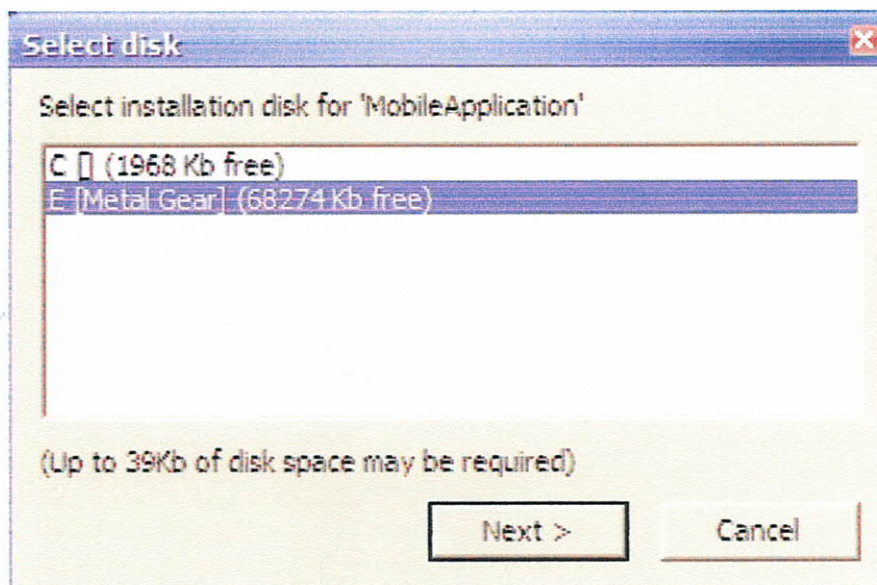 Select disk
Select installation disk for 'MobileApplication'
C [] (1968 Kb free)
E [Metal Gear] (68274 Kb free)
(Up to 39Kb of disk space may be required)
Next >
Cancel